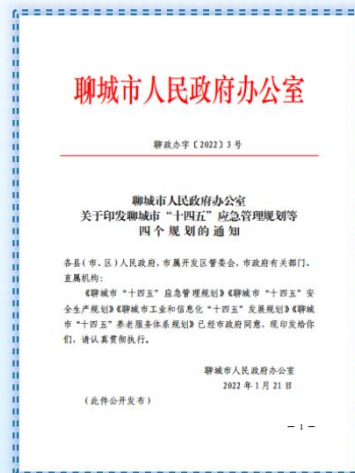 聊城市人民政府办公室
聊政办字〔2022〕3号
聊城市人民政府办公室
关于印发聊城市“十四五”应急管理规划等
四个规划的通知
各县（市、区）人民政府，市属开发区管委会，市政府有关部门、
直属机构：
《聊城市“十四五”应急管理规划》《聊城市“十四五”安
全生产规划》《聊城市工业和信息化“十四五”发展规划》《聊城
市“十四五”养老服务体系规划》已经市政府同意，现印发给你
们，请认真贯彻执行。
聊城市人民政府办公室
2022年1月21日
（此件公开发布）
— 1 —